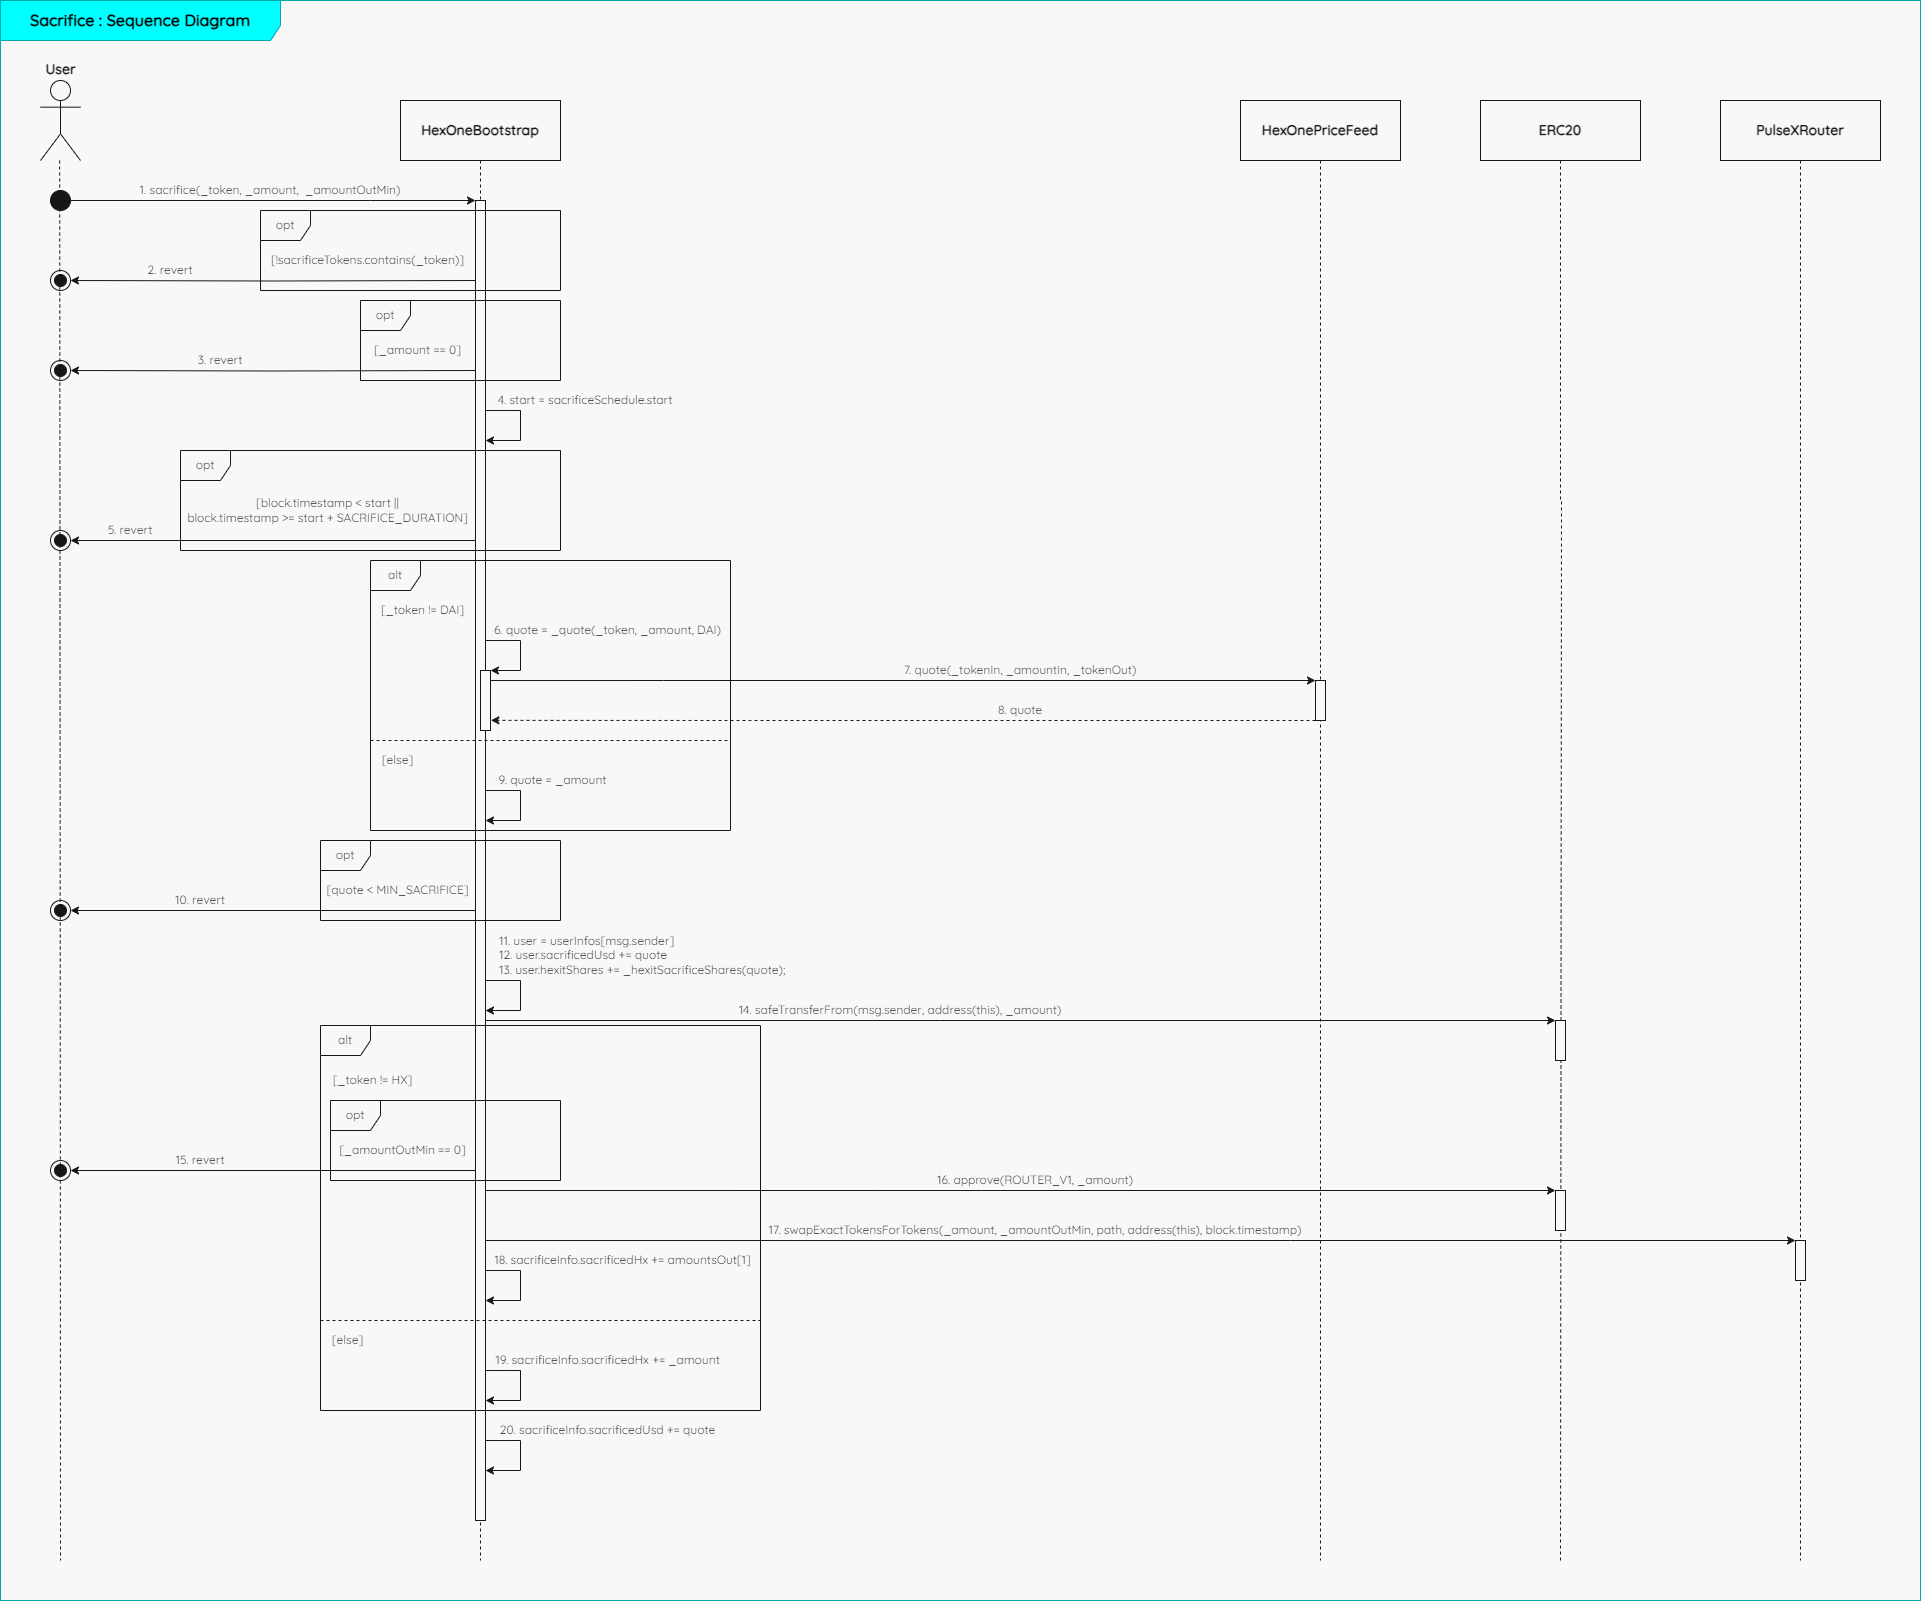 Sacrifice : Sequence Diagram
User
HexOneBootstrap
HexOnePriceFeed
ERC20
PulseXRouter
1. sacrifice(_token, _amount, _amountOutMin)
opt
[!sacrificeTokens.contains(_token)]
2. revert
opt
[_amount == 0]
3. revert
4. start = sacrificeSchedule.start
opt
[block.timestamp < start ||
block.timestamp >= start + SACRIFICE_DURATION]
5. revert
alt
[_token != DAI]
6. quote = _quote(_token, _amount, DAI)
7. quote(_tokenIn, _amountIn, _tokenOut)
8. quote
[else]
9. quote = _amount
opt
[quote < MIN_SACRIFICE]
10. revert
11. user = userInfos[msg.sender]
12. user.sacrificedUsd += quote
13. user.hexitShares += _hexitSacrificeShares(quote);
14. safeTransferFrom(msg.sender, address(this), _amount)
alt
[_token != HX]
opt
[_amountOutMin == 0]
15. revert
16. approve(ROUTER_V1, _amount)
17. swapExactTokensForTokens(_amount, _amountOutMin, path, address(this), block.timestamp)
18. sacrificeInfo.sacrificedHx += amountsOut[1]
[else]
19. sacrificeInfo.sacrificedHx += _amount
20. sacrificeInfo.sacrificedUsd += quote